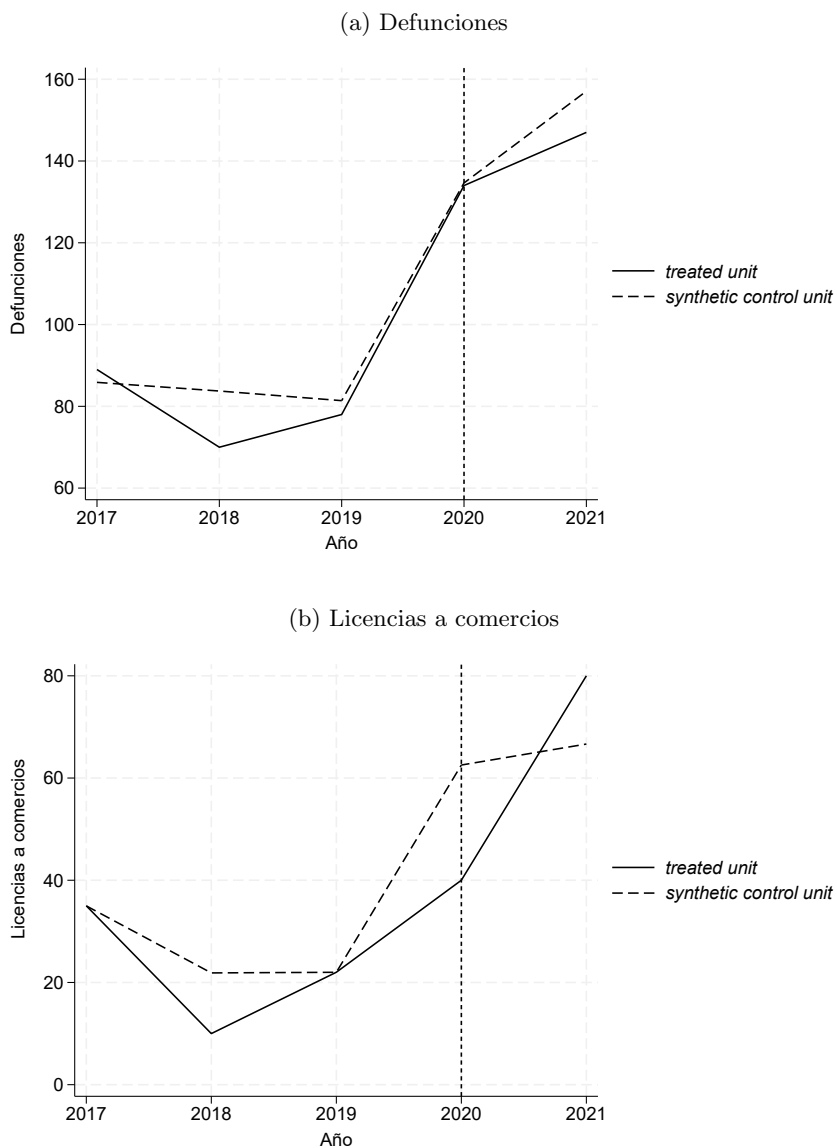 (a) Defunciones
160
140
120
100
80
60
Defunciones
2017 2018 2019 2020 2021
Año
treated unit
synthetic control unit
(b) Licencias a comercios
80
60
40
20
0
Licencias a comercios
2017 2018 2019 2020 2021
Año
treated unit
synthetic control unit